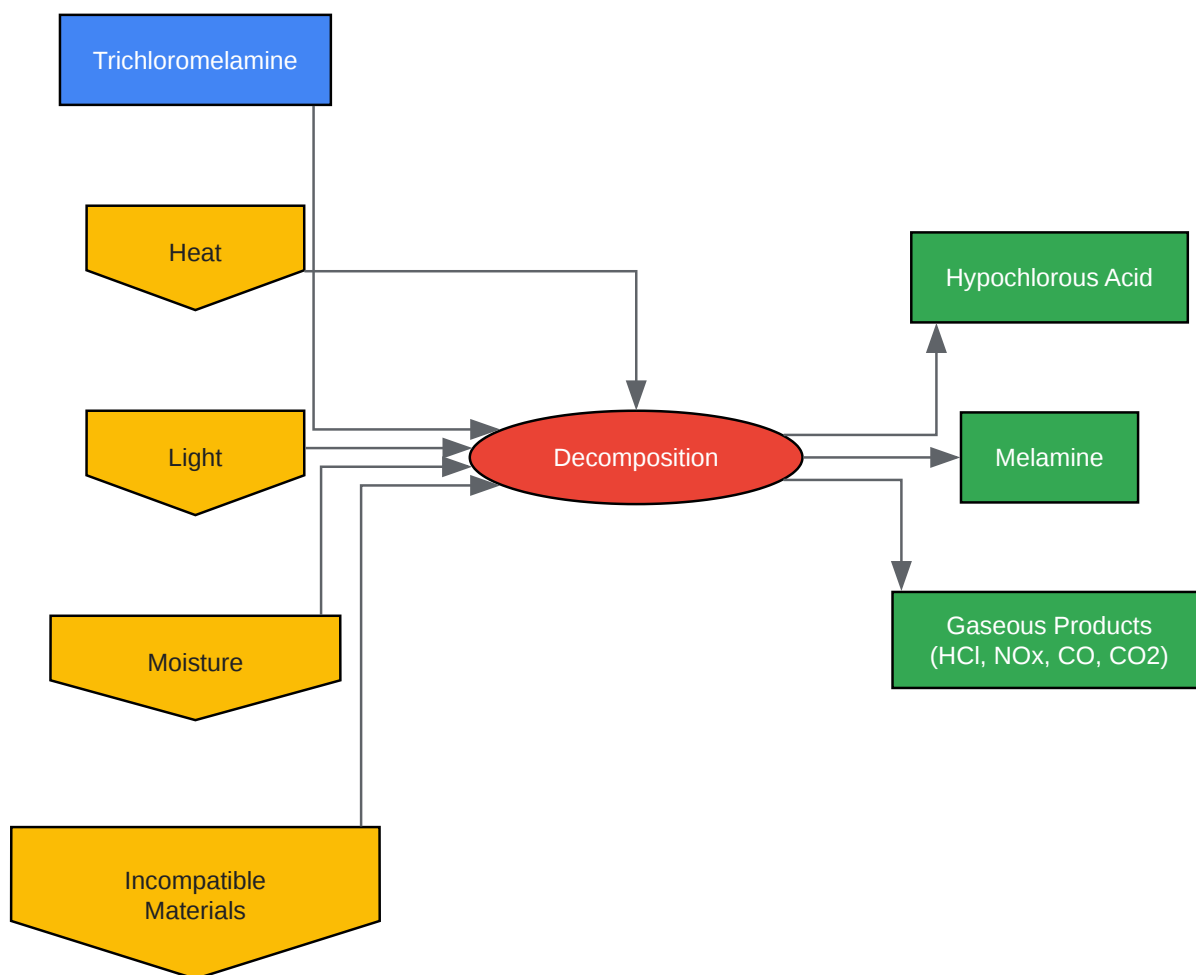 Trichloromelamine
Heat
Light
Moisture
Incompatible
Materials
Decomposition
Hypochlorous Acid
Melamine
Gaseous Products
(HCl, NOx, CO, CO2)